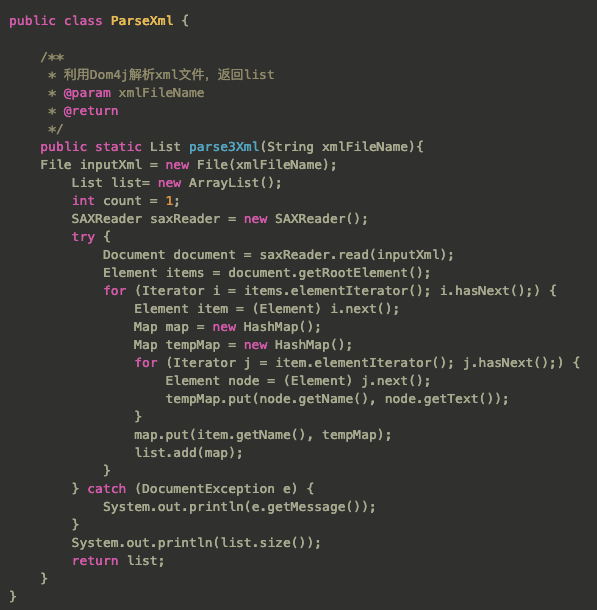 public class ParseXml {
    /**
     * 利用Dom4j解析xml文件，返回list
     * @param xmlFileName
     * @return
     */
    public static List parse3Xml(String xmlFileName){
    File inputXml = new File(xmlFileName);
        List list= new ArrayList();
        int count = 1;
        SAXReader saxReader = new SAXReader();
        try {
            Document document = saxReader.read(inputXml);
            Element items = document.getRootElement();
            for (Iterator i = items.elementIterator(); i.hasNext();) {
                Element item = (Element) i.next();
                Map map = new HashMap();
                Map tempMap = new HashMap();
                for (Iterator j = item.elementIterator(); j.hasNext();) {
                    Element node = (Element) j.next();
                    tempMap.put(node.getName(), node.getText());
                }
                map.put(item.getName(), tempMap);
                list.add(map);
            }
        } catch (DocumentException e) {
            System.out.println(e.getMessage());
        }
        System.out.println(list.size());
        return list;
    }
}